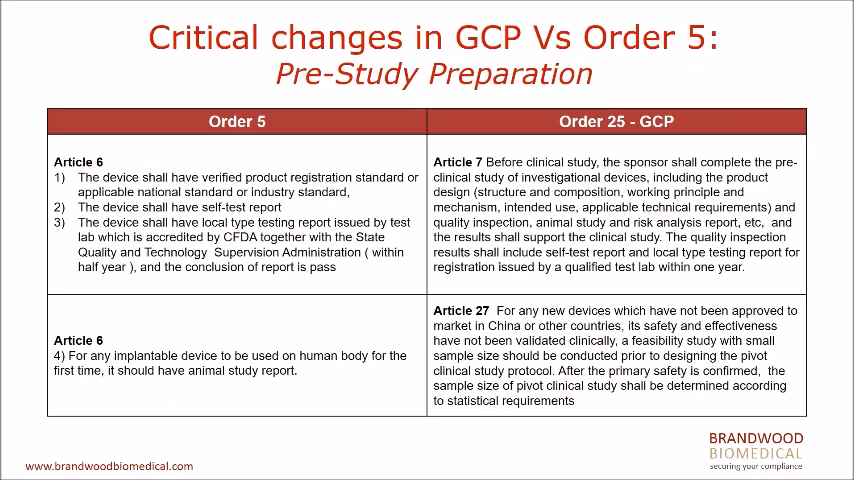 Critical changes in GCP Vs Order 5:
Pre-Study Preparation
Order 5
Order 25 - GCP
Article 6
1) The device shall have verified product registration standard or
applicable national standard or industry standard,
2) The device shall have self-test report
3) The device shall have local type testing report issued by test
lab which is accredited by CFDA together with the State
Quality and Technology Supervision Administration ( within
half year ), and the conclusion of report is pass
Article 7 Before clinical study, the sponsor shall complete the pre-
clinical study of investigational devices, including the product
design (structure and composition, working principle and
mechanism, intended use, applicable technical requirements) and
quality inspection, animal study and risk analysis report, etc, and
the results shall support the clinical study. The quality inspection
results shall include self-test report and local type testing report for
registration issued by a qualified test lab within one year.
Article 6
4) For any implantable device to be used on human body for the
first time, it should have animal study report.
Article 27 For any new devices which have not been approved to
market in China or other countries, its safety and effectiveness
have not been validated clinically, a feasibility study with small
sample size should be conducted prior to designing the pivot
clinical study protocol. After the primary safety is confirmed, the
sample size of pivot clinical study shall be determined according
to statistical requirements
www.brandwoodbiomedical.com
BRANDWOOD
BIOMEDICAL
securing your compliance